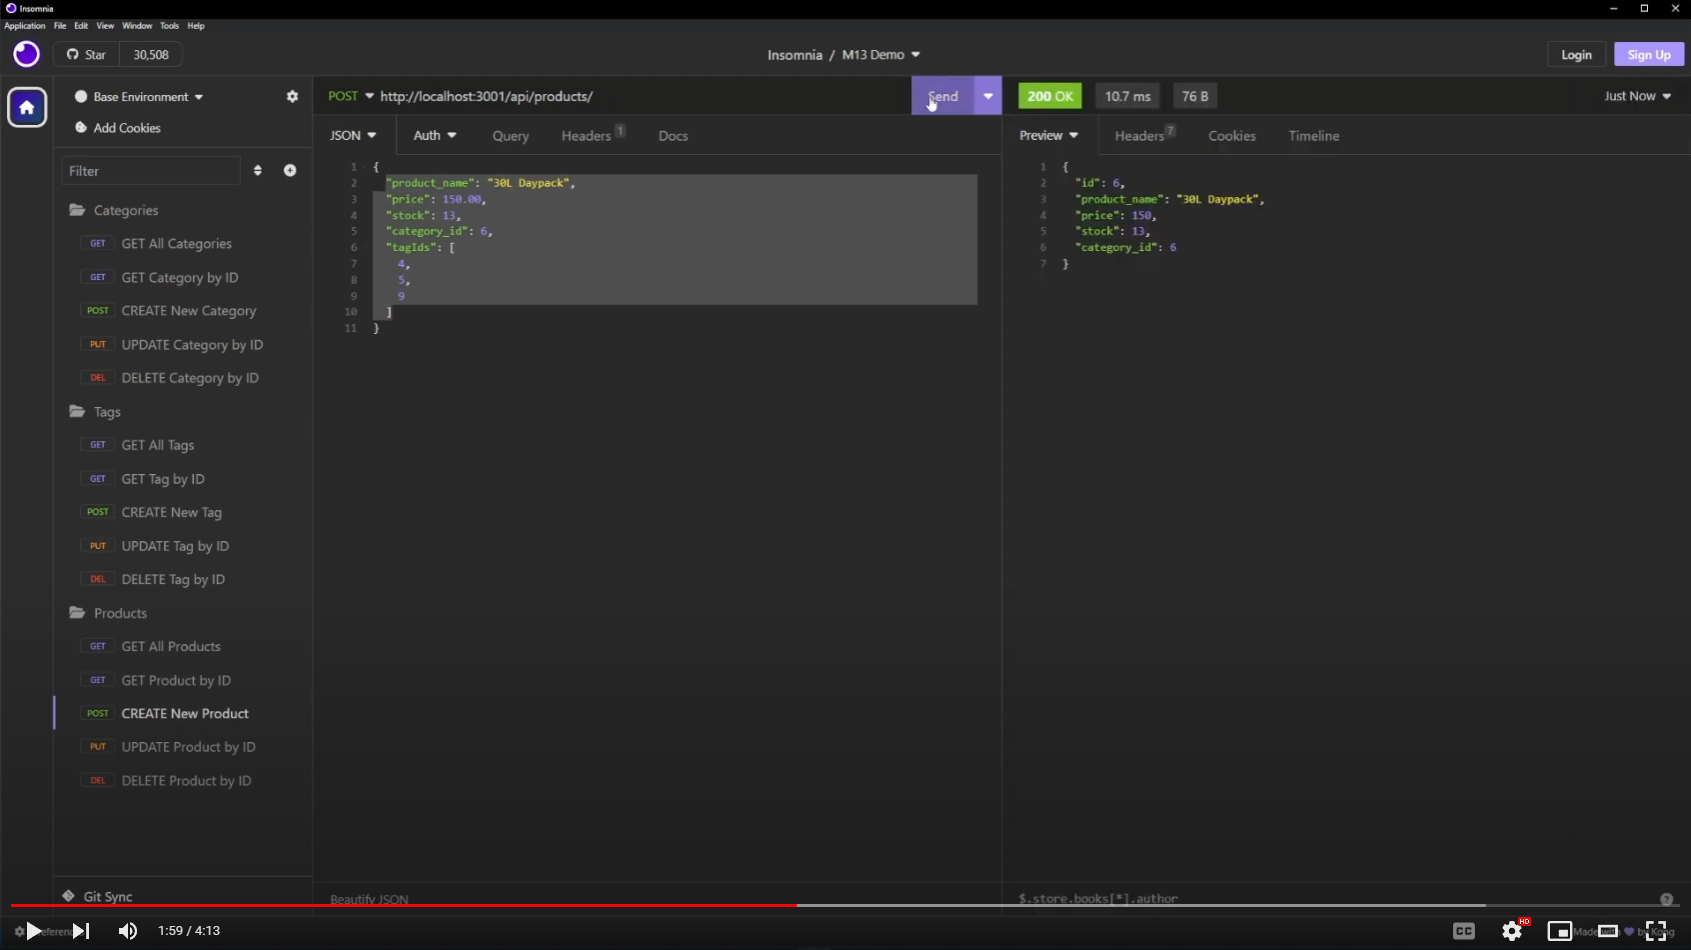 Insomnia
Application File Edit View Window Tools Help
Star 30,508
Insomnia / M13 Demo
Login Sign Up
Base Environment
Add Cookies
Filter
Categories
GET GET All Categories
GET GET Category by ID
POST CREATE New Category
PUT UPDATE Category by ID
DEL DELETE Category by ID
Tags
GET GET All Tags
GET GET Tag by ID
POST CREATE New Tag
PUT UPDATE Tag by ID
DEL DELETE Tag by ID
Products
GET GET All Products
GET GET Product by ID
POST CREATE New Product
PUT UPDATE Product by ID
DEL DELETE Product by ID
Git Sync
POST http://localhost:3001/api/products/ Send
JSON Auth Query Headers 1 Docs
1 {
2 "product_name": "30L Daypack",
3 "price": 150.00,
4 "stock": 13,
5 "category_id": 6,
6 "tagIds": [
7 4,
8 5,
9 9
10 ]
11 }
Beautify JSON
200 OK 10.7 ms 76 B Just Now
Preview Headers 7 Cookies Timeline
1 {
2 "id": 6,
3 "product_name": "30L Daypack",
4 "price": 150,
5 "stock": 13,
6 "category_id": 6
7 }
$.store.books[*].author
1:59 / 4:13
CC HD
Made with by Kong